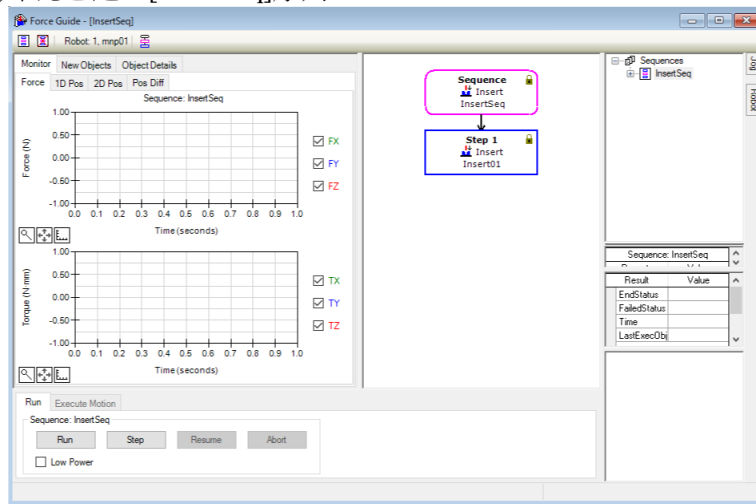 Force Guide - [InsertSeq]
Robot: 1, mnp01
Monitor New Objects Object Details
Force 1D Pos 2D Pos Pos Diff
Sequence: InsertSeq
Force (N)
1.00
0.50
0.00
-0.50
-1.00
0.0 0.1 0.2 0.3 0.4 0.5 0.6 0.7 0.8 0.9 1.0
Time (seconds)
FX
FY
FZ
Torque (N·mm)
1.00
0.50
0.00
-0.50
-1.00
0.0 0.1 0.2 0.3 0.4 0.5 0.6 0.7 0.8 0.9 1.0
Time (seconds)
TX
TY
TZ
Sequence
Insert
InsertSeq
Step 1
Insert
Insert01
Sequences
InsertSeq
Jog
Robot
Sequence: InsertSeq
Result Value
EndStatus
FailedStatus
Time
LastExecObj
Run Execute Motion
Sequence: InsertSeq
Run Step Resume Abort
Low Power